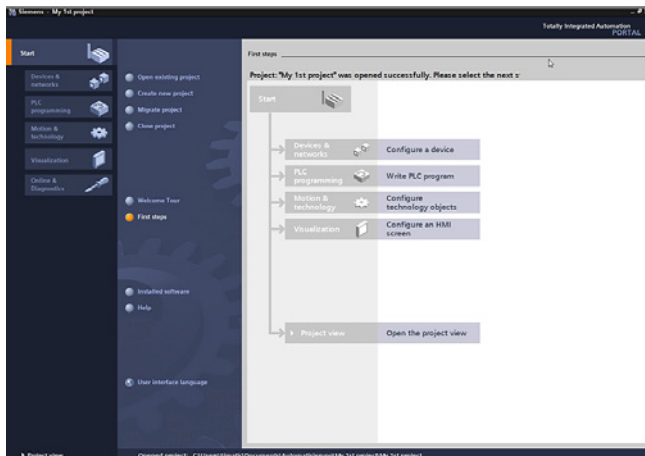 Siemens - My 1st project
Totally Integrated Automation
PORTAL
Start
Devices &
networks
PLC
programming
Motion &
technology
Visualization
Online &
Diagnostics
Open existing project
Create new project
Migrate project
Close project
Welcome Tour
First steps
Installed software
Help
User interface language
First steps
Project: "My 1st project" was opened successfully. Please select the next s
Start
Devices &
networks
Configure a device
PLC
programming
Write PLC program
Motion &
technology
Configure
technology objects
Visualization
Configure an HMI
screen
Project view
Open the project view
Project view
Opened project: